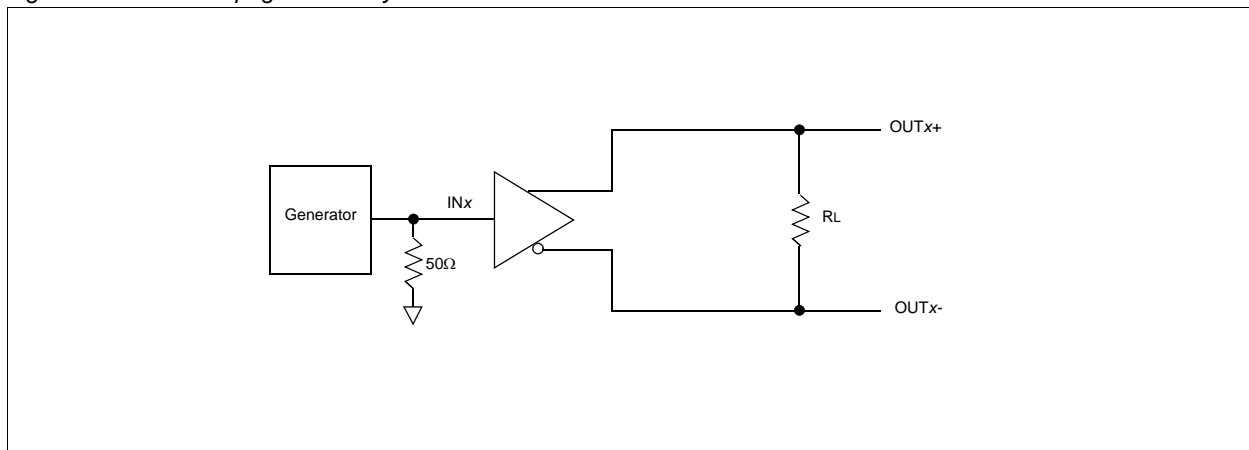 OUTx+
INx
Generator
RL
50Ω
OUTx-